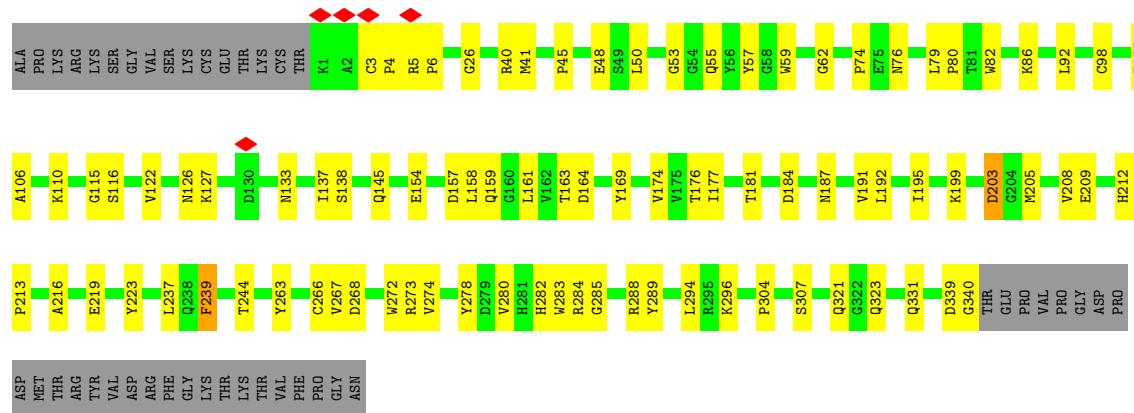 ALA PRO LYS ARG LYS SER GLY VAL SER LYS CYS GLU THR LYS CYS THR K1 A2 C3 P4 R5 P6 G26 R40 M41 P45 E48 S49 L50 G53 G54 Q55 Y56 Y57 G58 W59 G62 P74 E75 N76 L79 P80 T81 W82 K86 L92 C98
A106 K110 G115 S116 V122 N126 K127 D130 N133 I137 S138 Q145 E154 D157 L158 Q159 G160 L161 V162 T163 D164 Y169 V174 V175 T176 I177 T181 D184 N187 V191 L192 I195 K199 D203 G204 M205 V208 E209 H212
P213 A216 E219 Y223 L237 Q238 F239 T244 Y263 C266 V267 D268 W272 R273 V274 Y278 D279 V280 H281 H282 W283 R284 G285 R288 Y289 L294 R295 K296 P304 S307 Q321 G322 Q323 Q331 D339 G340 THR GLU PRO VAL PRO GLY ASP PRO
ASP MET THR ARG TYR VAL ASP ARG PHE GLY LYS THR LYS THR VAL PHE PRO GLY ASN